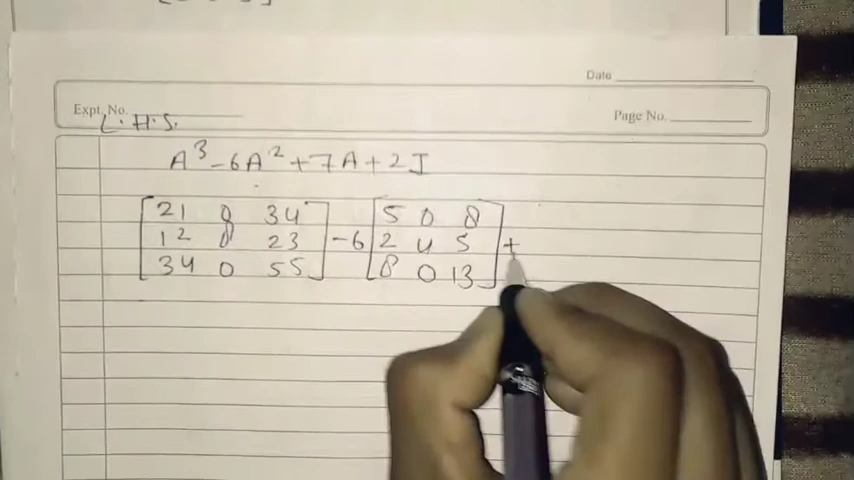 Date
Expt. No.
Page No.
L.H.S.
A³ - 6A² + 7A + 2I
[21 0 34] [5 0 8]
[12 8 23] - 6 [2 4 5] +
[34 0 55] [8 0 13]